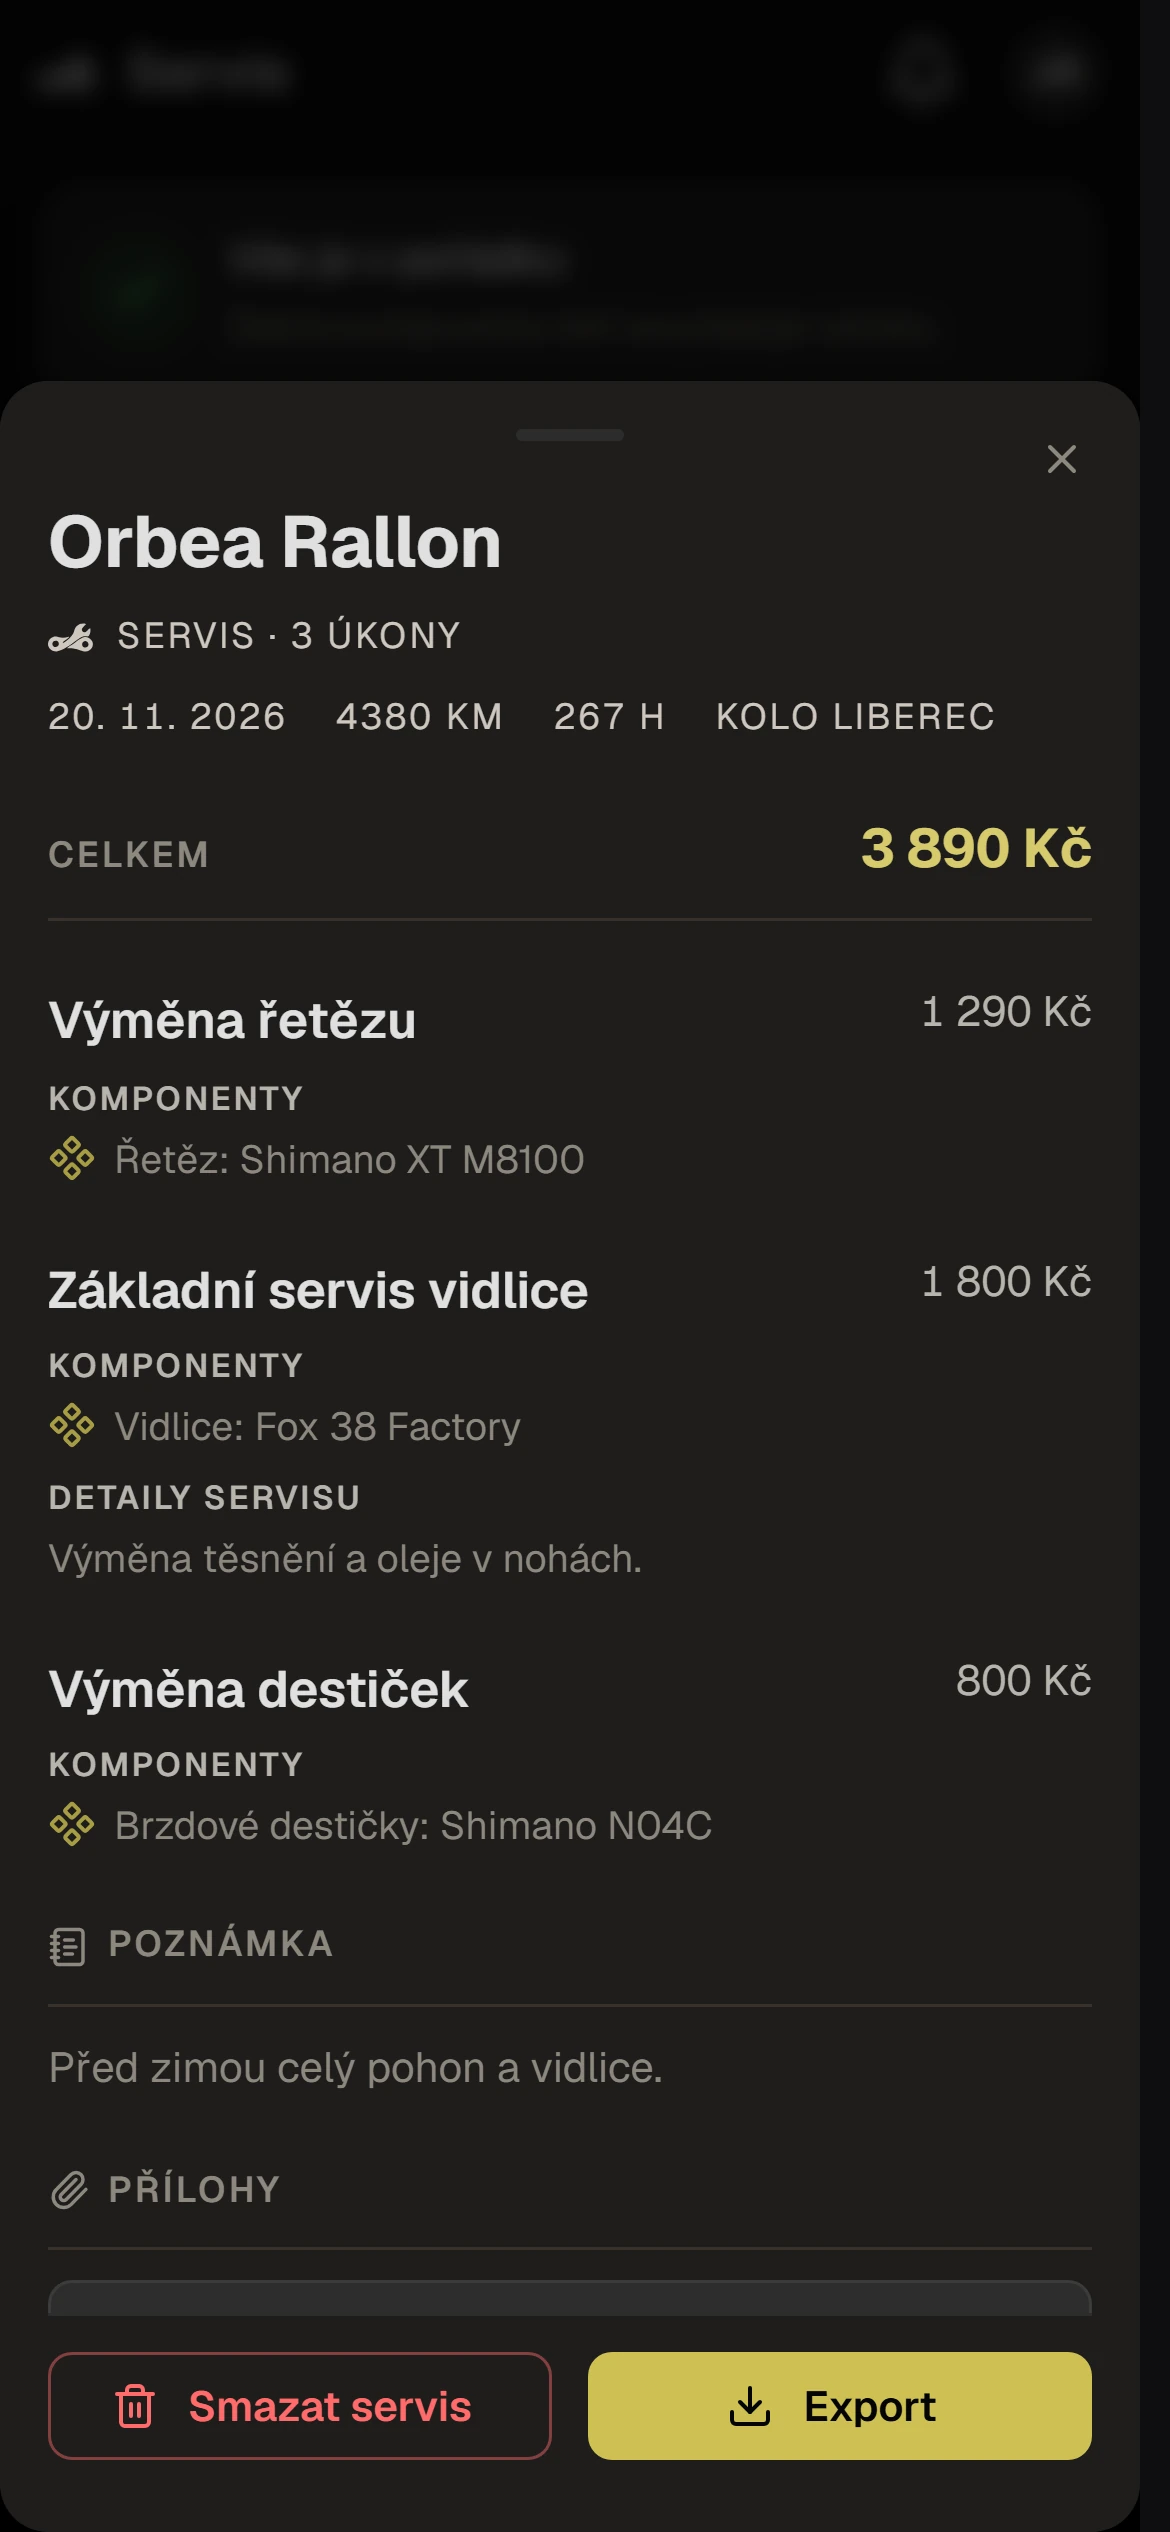 Servis
Orbea Rallon
SERVIS · 3 ÚKONY
20. 11. 2026 4380 KM 267 H KOLO LIBEREC
CELKEM 3 890 Kč
Výměna řetězu 1 290 Kč
KOMPONENTY
Řetěz: Shimano XT M8100
Základní servis vidlice 1 800 Kč
KOMPONENTY
Vidlice: Fox 38 Factory
DETAILY SERVISU
Výměna těsnění a oleje v nohách.
Výměna destiček 800 Kč
KOMPONENTY
Brzdové destičky: Shimano N04C
POZNÁMKA
Před zimou celý pohon a vidlice.
PŘÍLOHY
Smazat servis Export